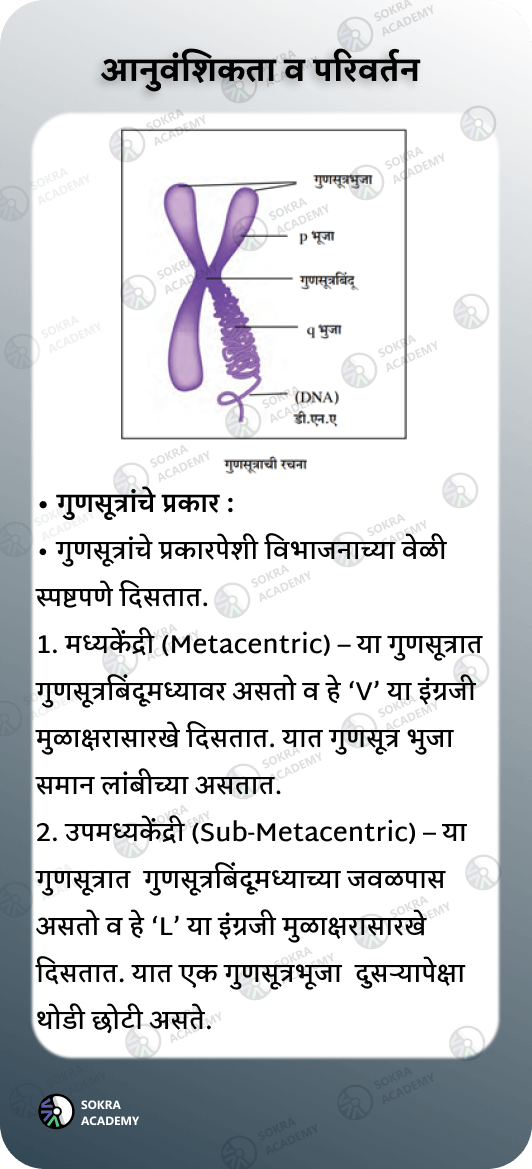 आनुवंशिकता व परिवर्तन
गुणसूत्रभुजा
p भूजा
गुणसूत्रबिंदू
q भुजा
(DNA)
डी.एन.ए
गुणसूत्राची रचना
• गुणसूत्रांचे प्रकार :
• गुणसूत्रांचे प्रकारपेशी विभाजनाच्या वेळी
स्पष्टपणे दिसतात.
1. मध्यकेंद्री (Metacentric) – या गुणसूत्रात
गुणसूत्रबिंदूमध्यावर असतो व हे ‘V’ या इंग्रजी
मुळाक्षरासारखे दिसतात. यात गुणसूत्र भुजा
समान लांबीच्या असतात.
2. उपमध्यकेंद्री (Sub-Metacentric) – या
गुणसूत्रात गुणसूत्रबिंदूमध्याच्या जवळपास
असतो व हे ‘L’ या इंग्रजी मुळाक्षरासारखे
दिसतात. यात एक गुणसूत्रभूजा दुसऱ्यापेक्षा
थोडी छोटी असते.
SOKRA
ACADEMY